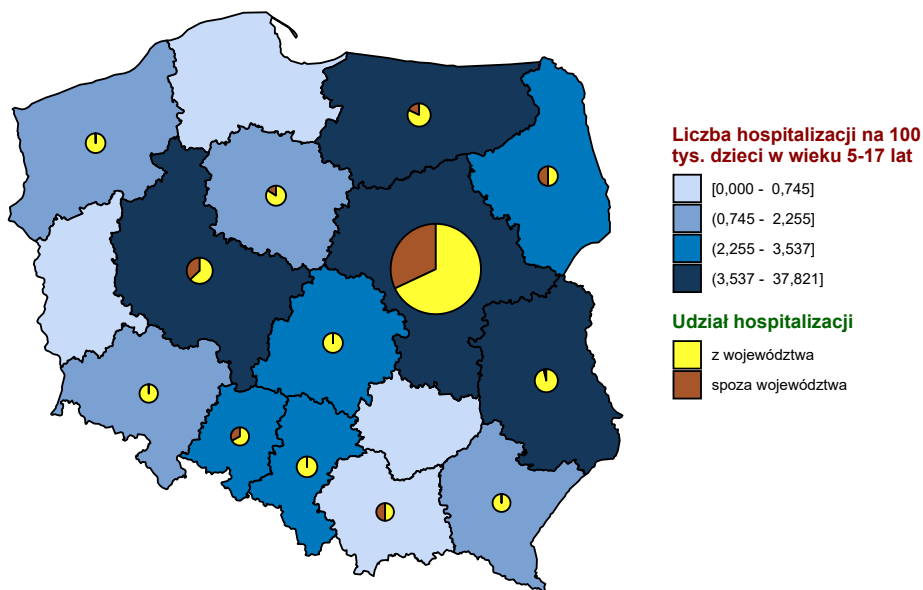 Liczba hospitalizacji na 100
tys. dzieci w wieku 5-17 lat
[0,000 - 0,745]
(0,745 - 2,255]
(2,255 - 3,537]
(3,537 - 37,821]
Udział hospitalizacji
z województwa
spoza województwa